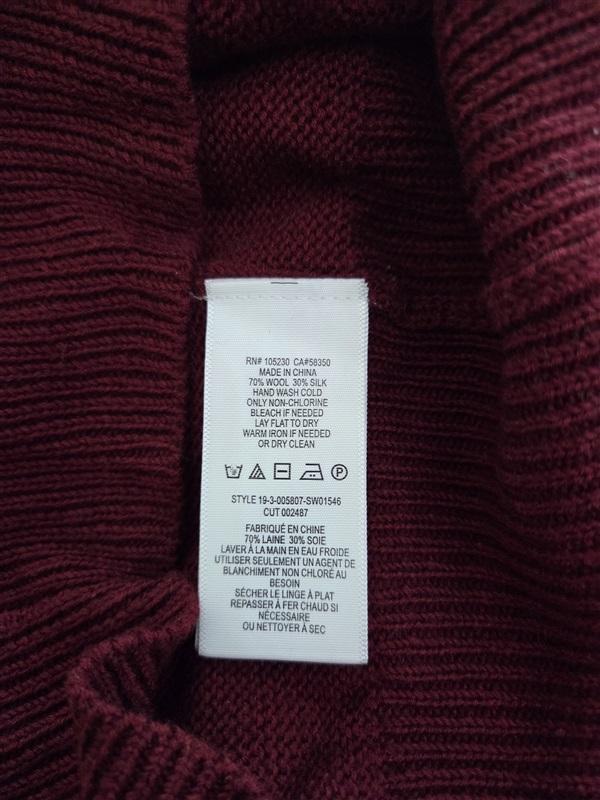 RN# 105230 CA#58350
MADE IN CHINA
70% WOOL 30% SILK
HAND WASH COLD
ONLY NON-CHLORINE
BLEACH IF NEEDED
LAY FLAT TO DRY
WARM IRON IF NEEDED
OR DRY CLEAN
P
STYLE 19-3-005807-SW01546
CUT 002487
FABRIQUÉ EN CHINE
70% LAINE 30% SOIE
LAVER À LA MAIN EN EAU FROIDE
UTILISER SEULEMENT UN AGENT DE
BLANCHIMENT NON CHLORÉ AU
BESOIN
SÉCHER LE LINGE À PLAT
REPASSER À FER CHAUD SI
NÉCESSAIRE
OU NETTOYER À SEC